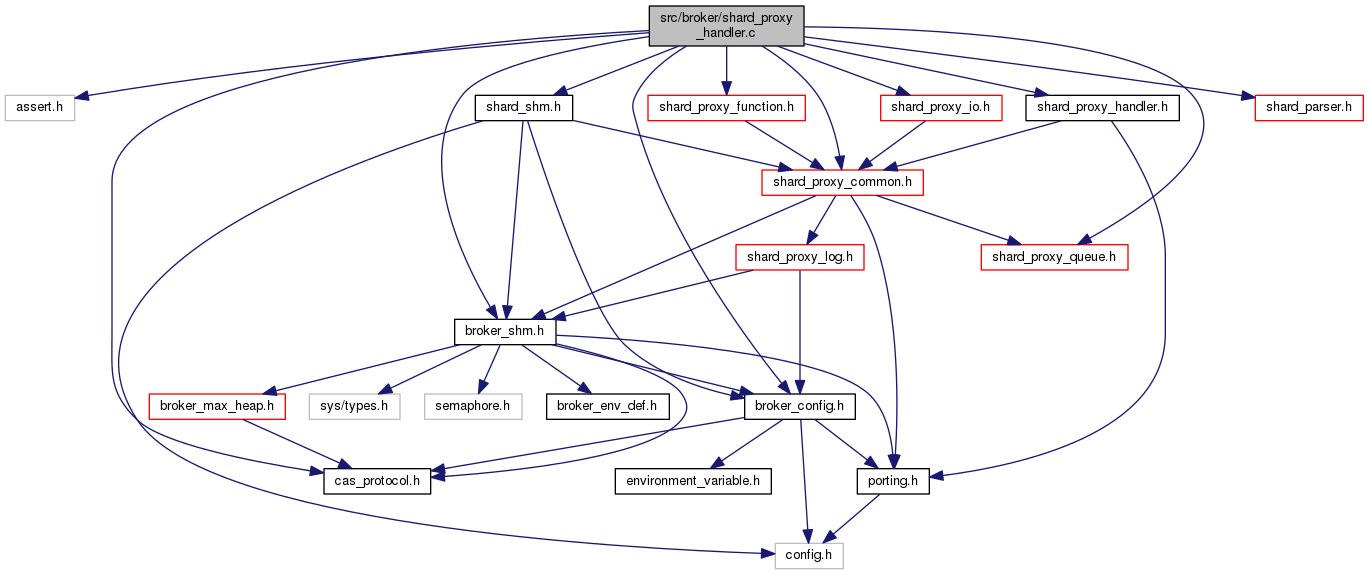 src/broker/shard_proxy
_handler.c
assert.h
shard_shm.h
shard_proxy_function.h
shard_proxy_io.h
shard_proxy_handler.h
shard_parser.h
shard_proxy_common.h
shard_proxy_log.h
shard_proxy_queue.h
broker_shm.h
broker_max_heap.h
sys/types.h
semaphore.h
broker_env_def.h
broker_config.h
cas_protocol.h
environment_variable.h
porting.h
config.h